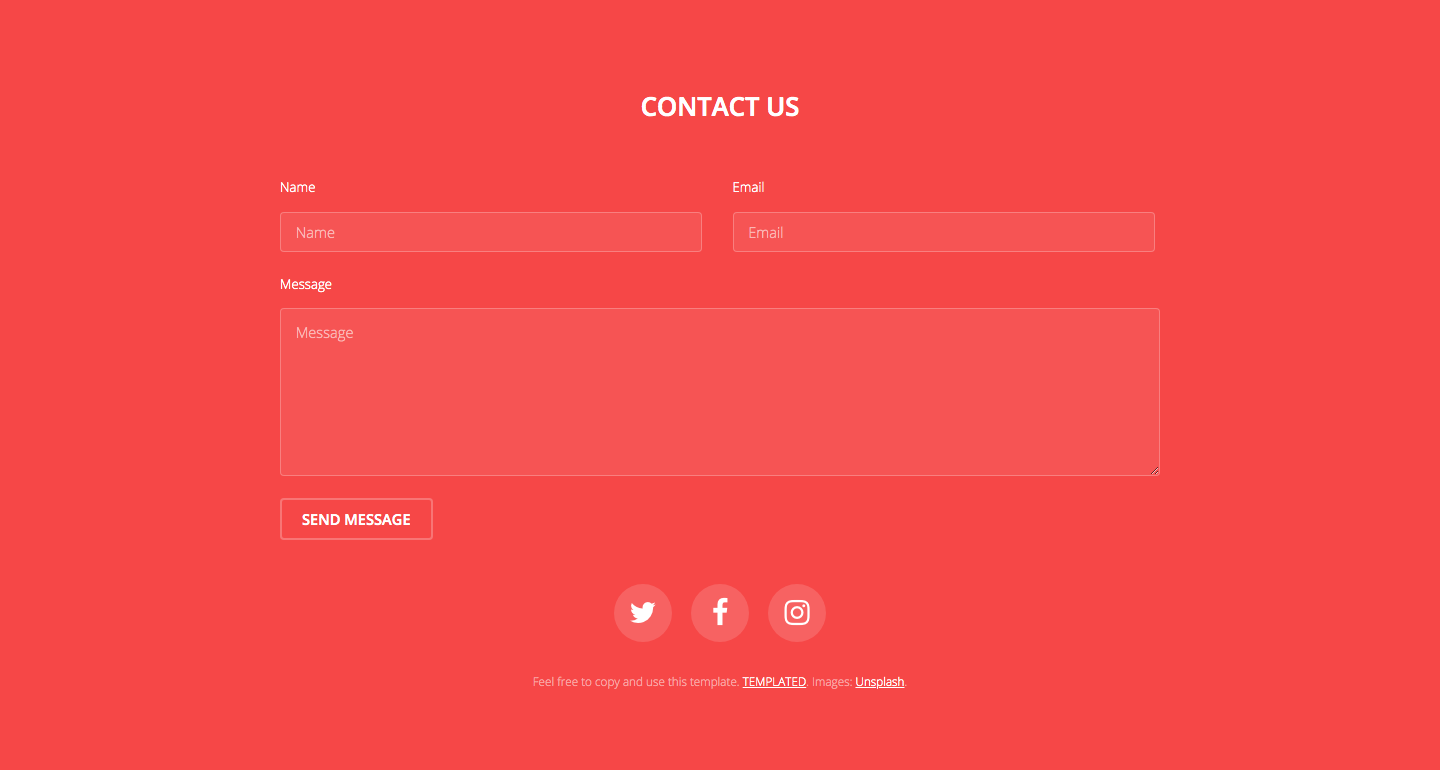 CONTACT US
Name Email
Name Email
Message
Message
SEND MESSAGE
Feel free to copy and use this template. TEMPLATED. Images: Unsplash.